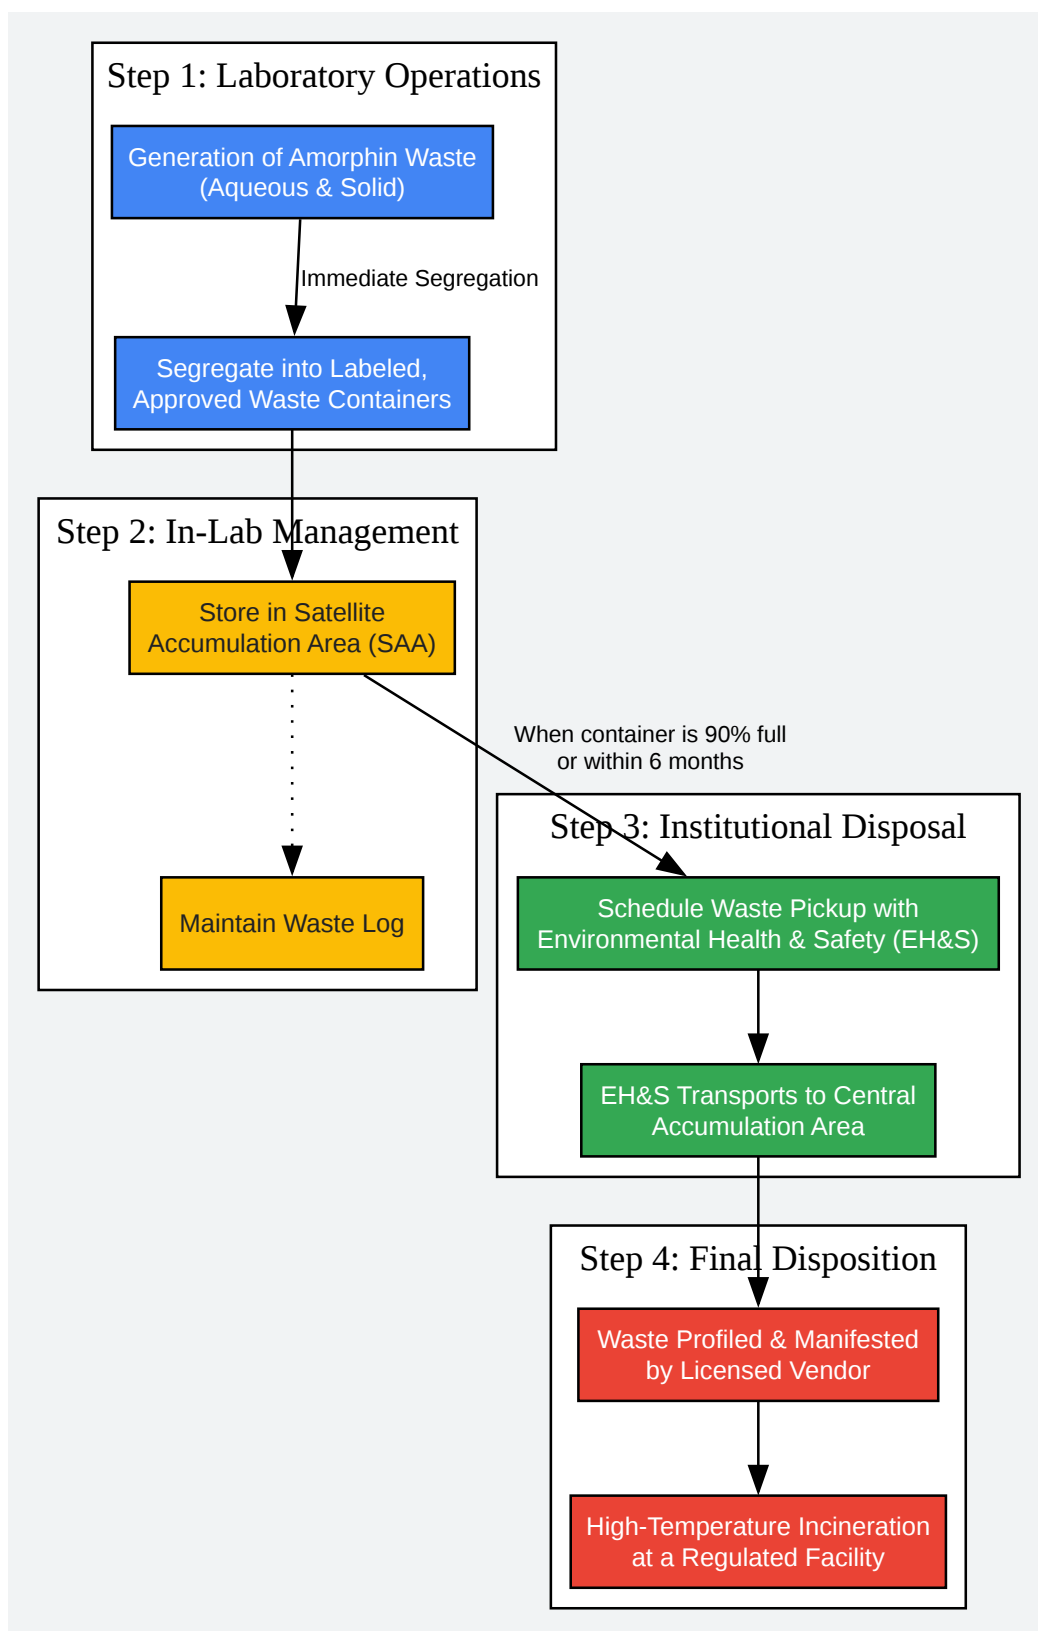 Step 1: Laboratory Operations
Generation of Amorphin Waste
(Aqueous & Solid)
Immediate Segregation
Segregate into Labeled,
Approved Waste Containers
Step 2: In-Lab Management
Store in Satellite
Accumulation Area (SAA)
When container is 90% full
or within 6 months
Maintain Waste Log
Step 3: Institutional Disposal
Schedule Waste Pickup with
Environmental Health & Safety (EH&S)
EH&S Transports to Central
Accumulation Area
Step 4: Final Disposition
Waste Profiled & Manifested
by Licensed Vendor
High-Temperature Incineration
at a Regulated Facility